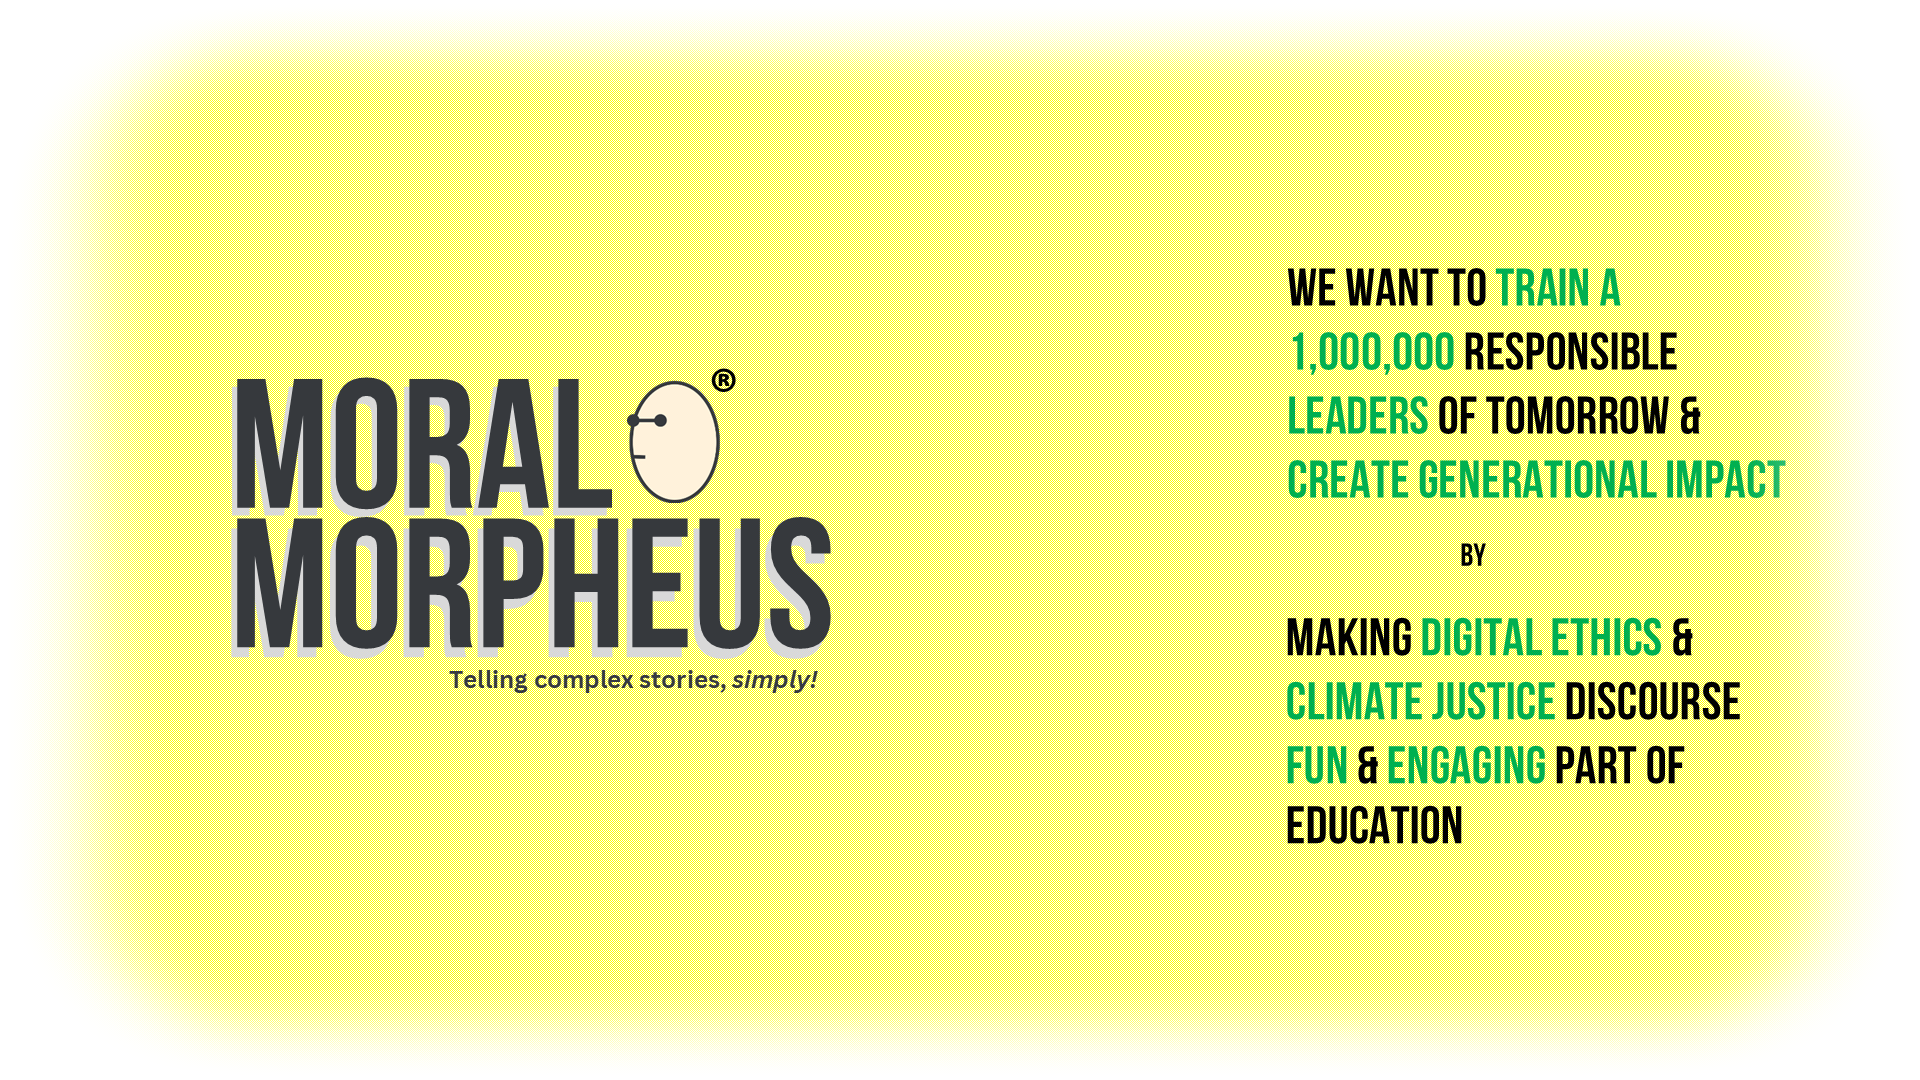 MORAL ®
MORPHEUS
Telling complex stories, simply!
WE WANT TO TRAIN A
1,000,000 RESPONSIBLE
LEADERS OF TOMORROW &
CREATE GENERATIONAL IMPACT
BY
MAKING DIGITAL ETHICS &
CLIMATE JUSTICE DISCOURSE
FUN & ENGAGING PART OF
EDUCATION